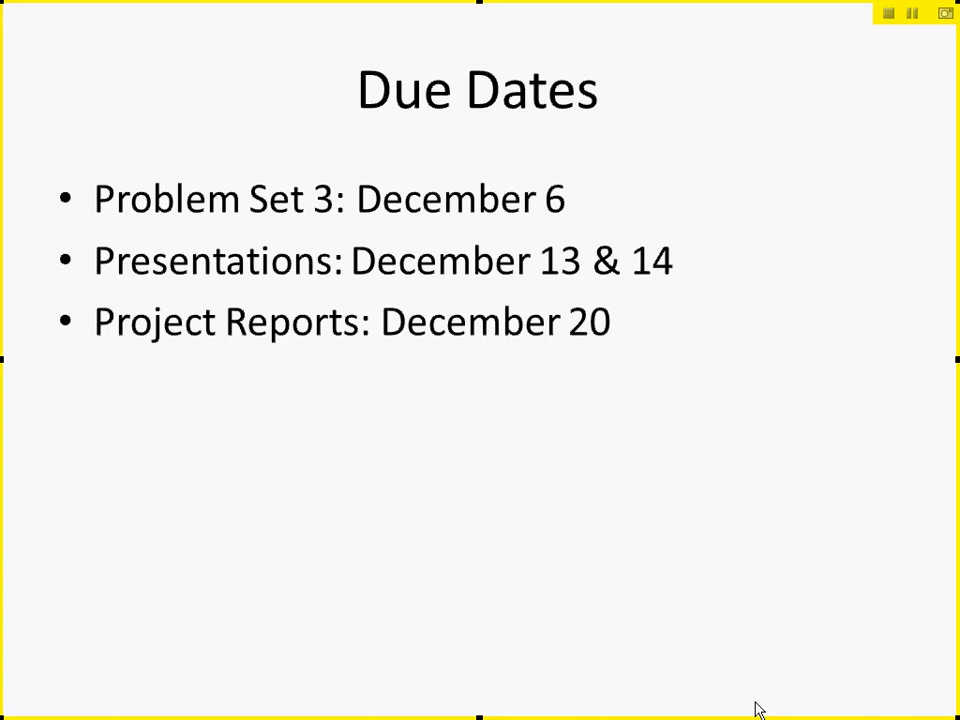 Due Dates
• Problem Set 3: December 6
• Presentations: December 13 & 14
• Project Reports: December 20